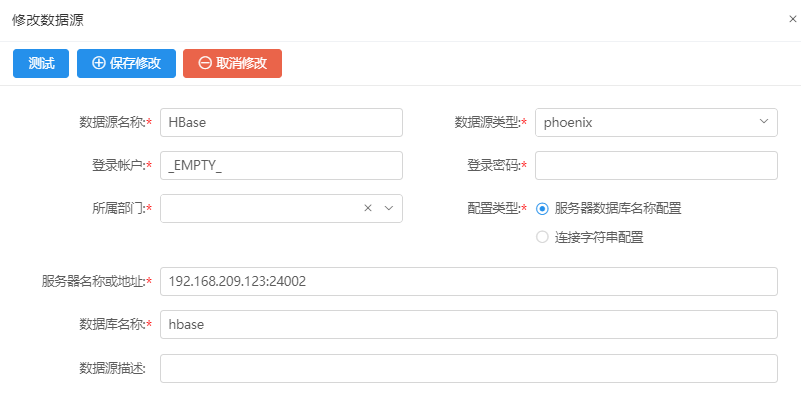 修改数据源
测试 保存修改 取消修改
数据源名称:* HBase 数据源类型:* phoenix
登录帐户:* _EMPTY_ 登录密码:*
所属部门:* 配置类型:* 服务器数据库名称配置
连接字符串配置
服务器名称或地址:* 192.168.209.123:24002
数据库名称:* hbase
数据源描述: